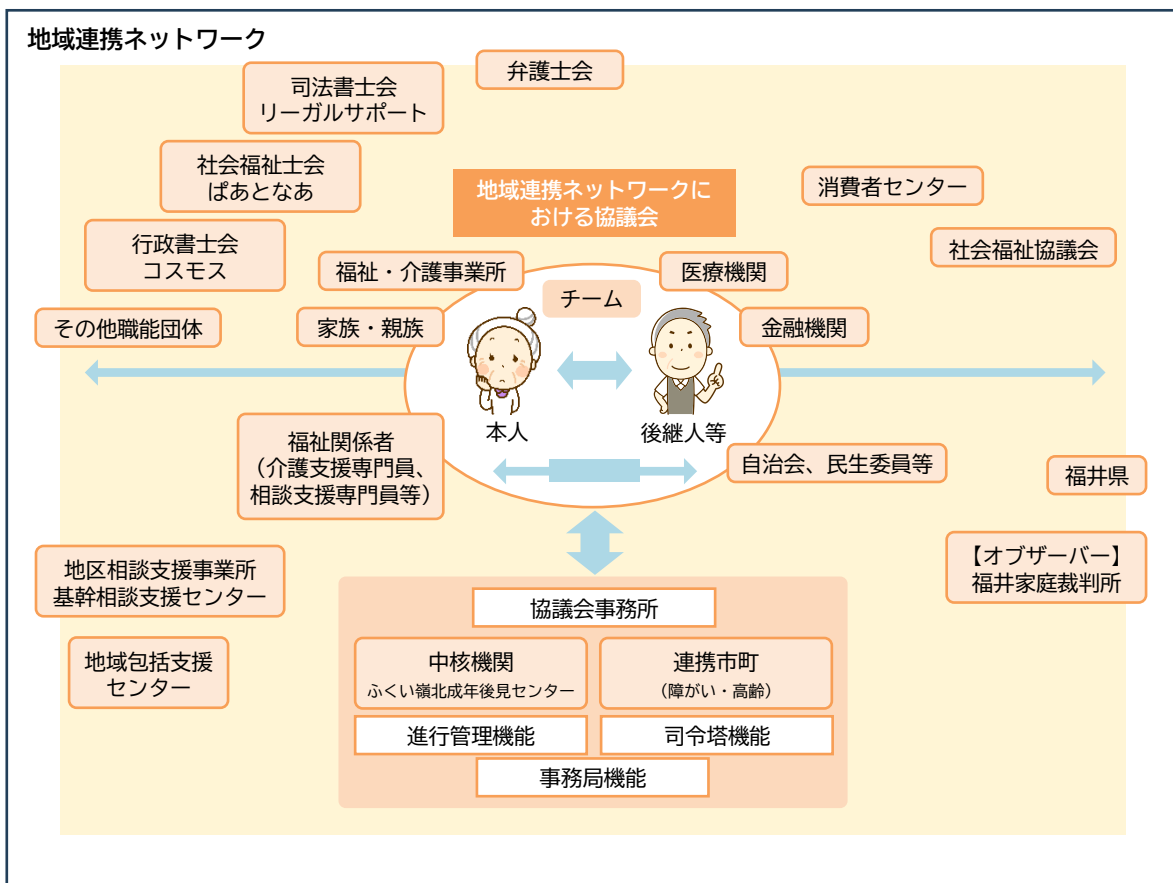 地域連携ネットワーク
弁護士会
司法書士会
リーガルサポート
社会福祉士会
ぱあとなあ
行政書士会
コスモス
その他職能団体
地域連携ネットワークに
おける協議会
消費者センター
社会福祉協議会
福祉・介護事業所
医療機関
チーム
家族・親族
金融機関
本人
後継人等
福祉関係者
（介護支援専門員、
相談支援専門員等）
自治会、民生委員等
福井県
【オブザーバー】
福井家庭裁判所
地区相談支援事業所
基幹相談支援センター
地域包括支援
センター
協議会事務所
中核機関
ふくい嶺北成年後見センター
連携市町
（障がい・高齢）
進行管理機能
司令塔機能
事務局機能